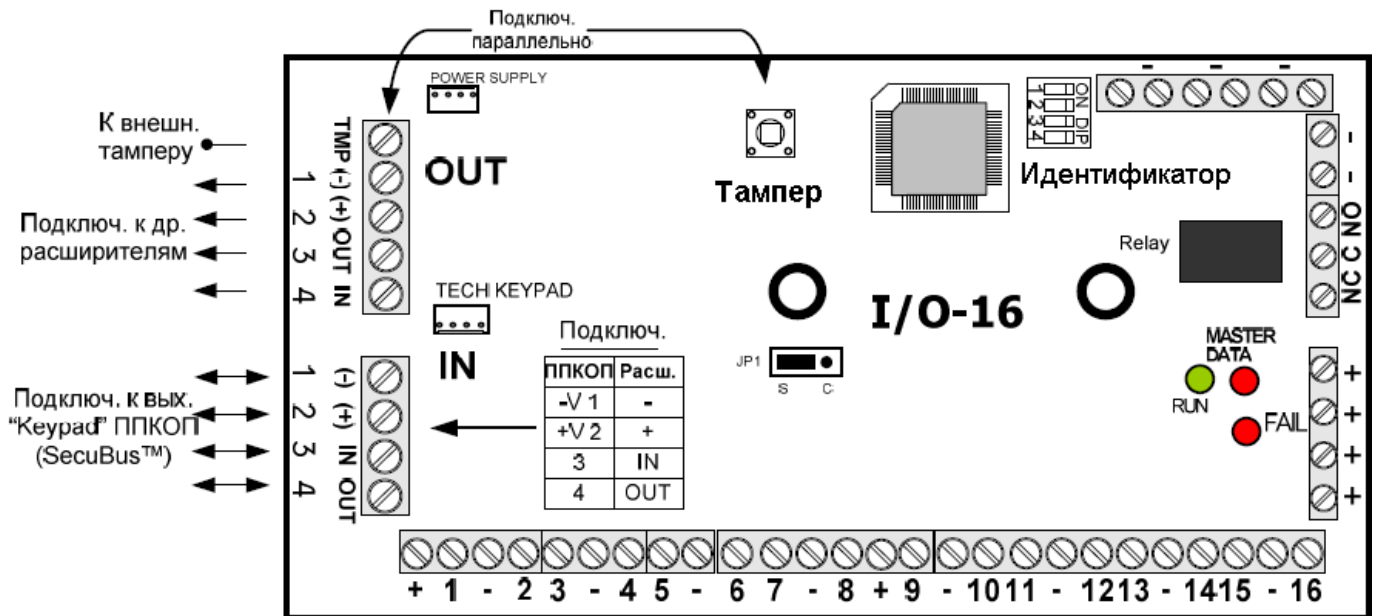 Подключ.
параллельно
POWER SUPPLY
- - -
К внешн.
тамперу
TMP (-) (+) OUT IN
1 2 3 4
OUT
Тампер
1 2 3 4
ON DIP
Идентификатор
- -
NC C NO
Relay
Подключ. к др.
расширителям
TECH KEYPAD
I/O-16
Подключ.
ППКОП Расш.
-V 1 -
+V 2 +
3 IN
4 OUT
IN
JP1
S C
MASTER
DATA
RUN
FAIL
+
+
+
+
Подключ. к вых.
“Keypad” ППКОП
(SecuBus™)
1 2 3 4
(-) (+) IN OUT
+ 1 - 2 3 - 4 5 - 6 7 - 8 + 9 - 10 11 - 12 13 - 14 15 - 16